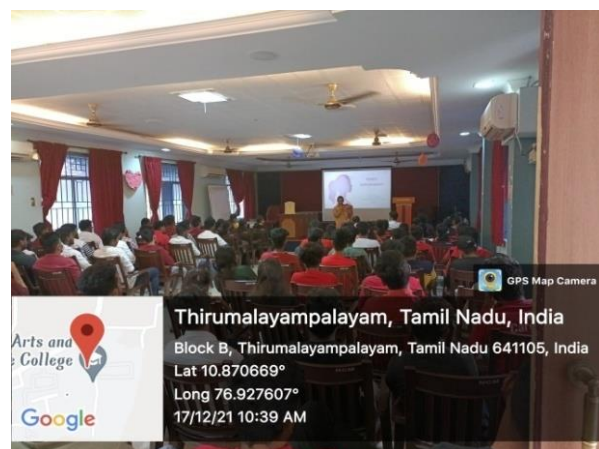 GPS Map Camera
Thirumalayampalayam, Tamil Nadu, India
Block B, Thirumalayampalayam, Tamil Nadu 641105, India
Lat 10.870669°
Long 76.927607°
17/12/21 10:39 AM
Arts and
College
Google